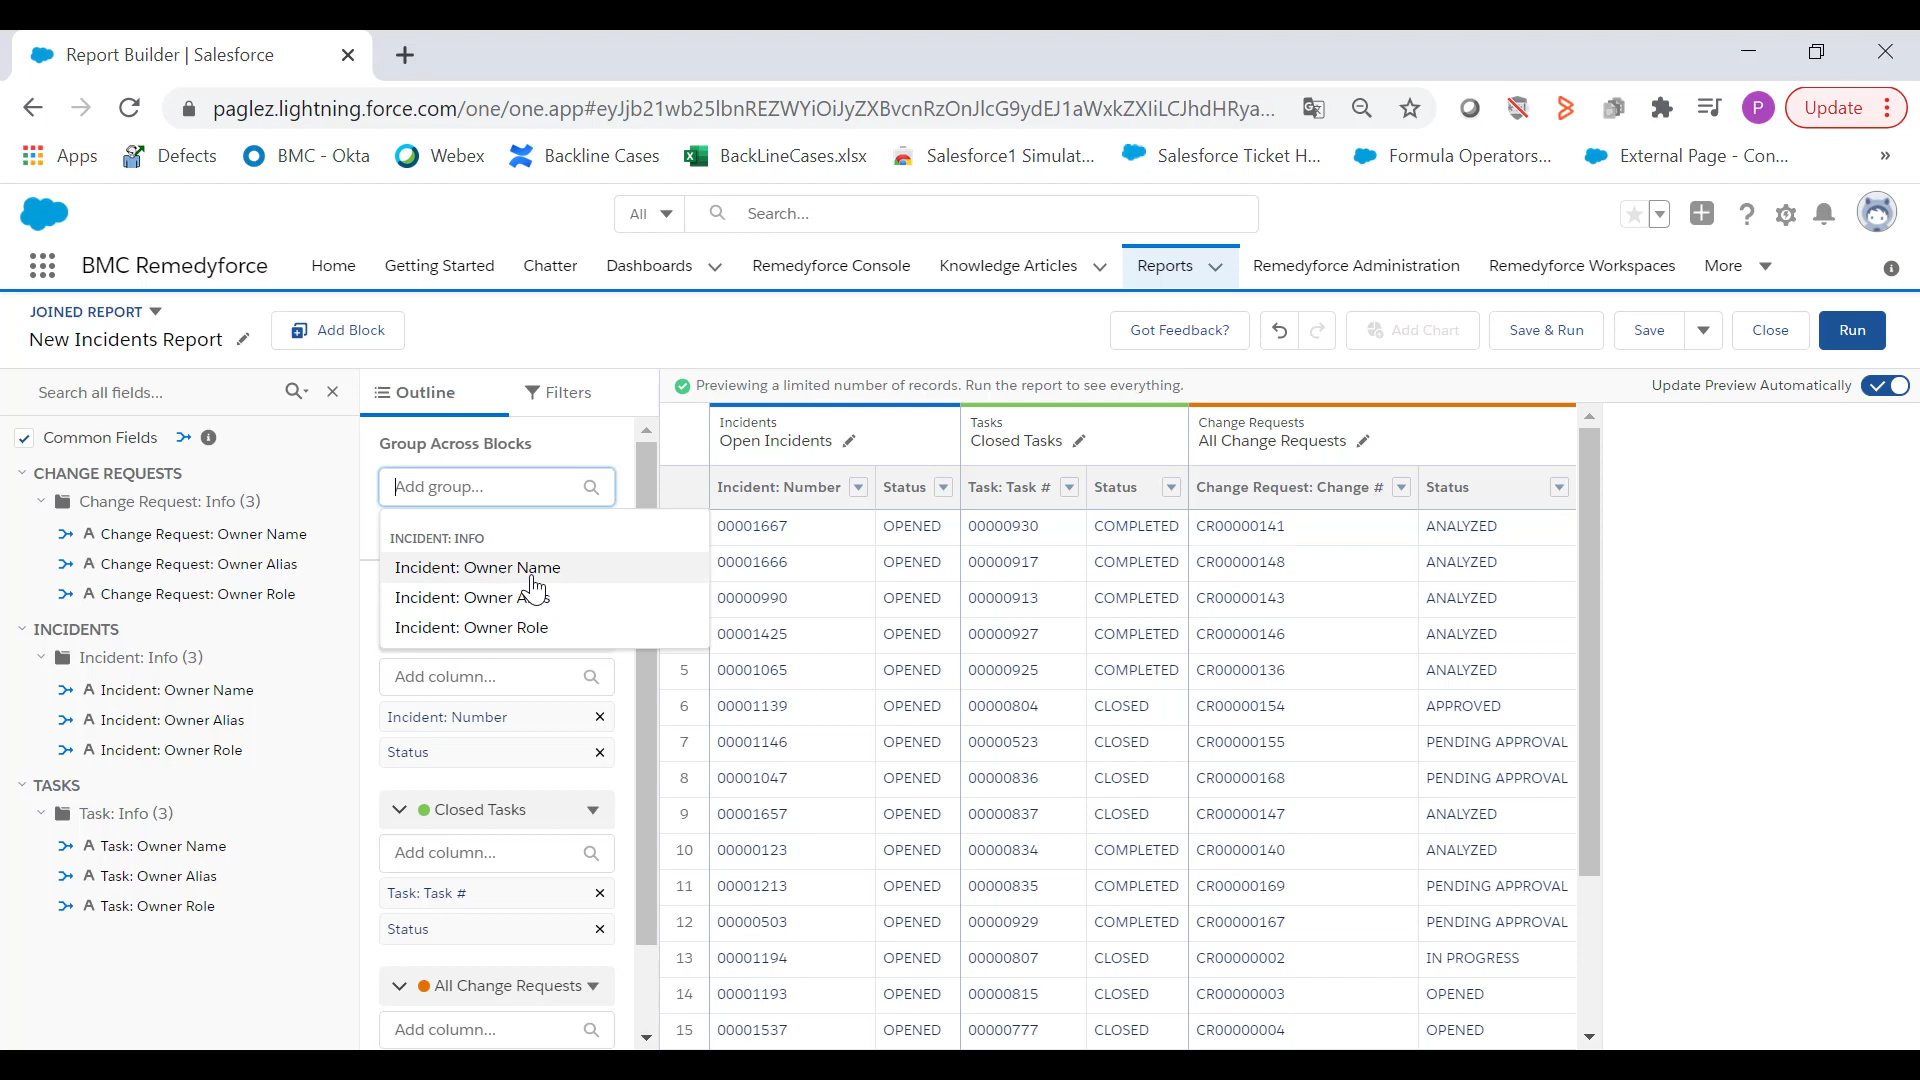 Report Builder | Salesforce
paglez.lightning.force.com/one/one.app#eyJjb21wb25lbnREZWYiOiJyZXBvcnRzOnJlcG9ydEJ1aWxkZXIiLCJhdHRya...
Update
Apps Defects BMC - Okta Webex Backline Cases BackLineCases.xlsx Salesforce1 Simulat... Salesforce Ticket H... Formula Operators... External Page - Con... »
All Search...
BMC Remedyforce Home Getting Started Chatter Dashboards Remedyforce Console Knowledge Articles Reports Remedyforce Administration Remedyforce Workspaces More
JOINED REPORT
New Incidents Report
Add Block
Got Feedback? Add Chart Save & Run Save Close Run
Search all fields...
Common Fields
CHANGE REQUESTS
Change Request: Info (3)
A Change Request: Owner Name
A Change Request: Owner Alias
A Change Request: Owner Role
INCIDENTS
Incident: Info (3)
A Incident: Owner Name
A Incident: Owner Alias
A Incident: Owner Role
TASKS
Task: Info (3)
A Task: Owner Name
A Task: Owner Alias
A Task: Owner Role
Outline Filters
Group Across Blocks
Add group...
INCIDENT: INFO
Incident: Owner Name
Incident: Owner
Incident: Owner Role
Add column...
Incident: Number
Status
Closed Tasks
Add column...
Task: Task #
Status
All Change Requests
Add column...
Previewing a limited number of records. Run the report to see everything.
Update Preview Automatically
Incidents Tasks Change Requests
Open Incidents Closed Tasks All Change Requests
Incident: Number Status Task: Task # Status Change Request: Change # Status
00001667 OPENED 00000930 COMPLETED CR00000141 ANALYZED
00001666 OPENED 00000917 COMPLETED CR00000148 ANALYZED
00000990 OPENED 00000913 COMPLETED CR00000143 ANALYZED
00001425 OPENED 00000927 COMPLETED CR00000146 ANALYZED
5 00001065 OPENED 00000925 COMPLETED CR00000136 ANALYZED
6 00001139 OPENED 00000804 CLOSED CR00000154 APPROVED
7 00001146 OPENED 00000523 CLOSED CR00000155 PENDING APPROVAL
8 00001047 OPENED 00000836 CLOSED CR00000168 PENDING APPROVAL
9 00001657 OPENED 00000837 CLOSED CR00000147 ANALYZED
10 00000123 OPENED 00000834 COMPLETED CR00000140 ANALYZED
11 00001213 OPENED 00000835 COMPLETED CR00000169 PENDING APPROVAL
12 00000503 OPENED 00000929 COMPLETED CR00000167 PENDING APPROVAL
13 00001194 OPENED 00000807 CLOSED CR00000002 IN PROGRESS
14 00001193 OPENED 00000815 CLOSED CR00000003 OPENED
15 00001537 OPENED 00000777 CLOSED CR00000004 OPENED